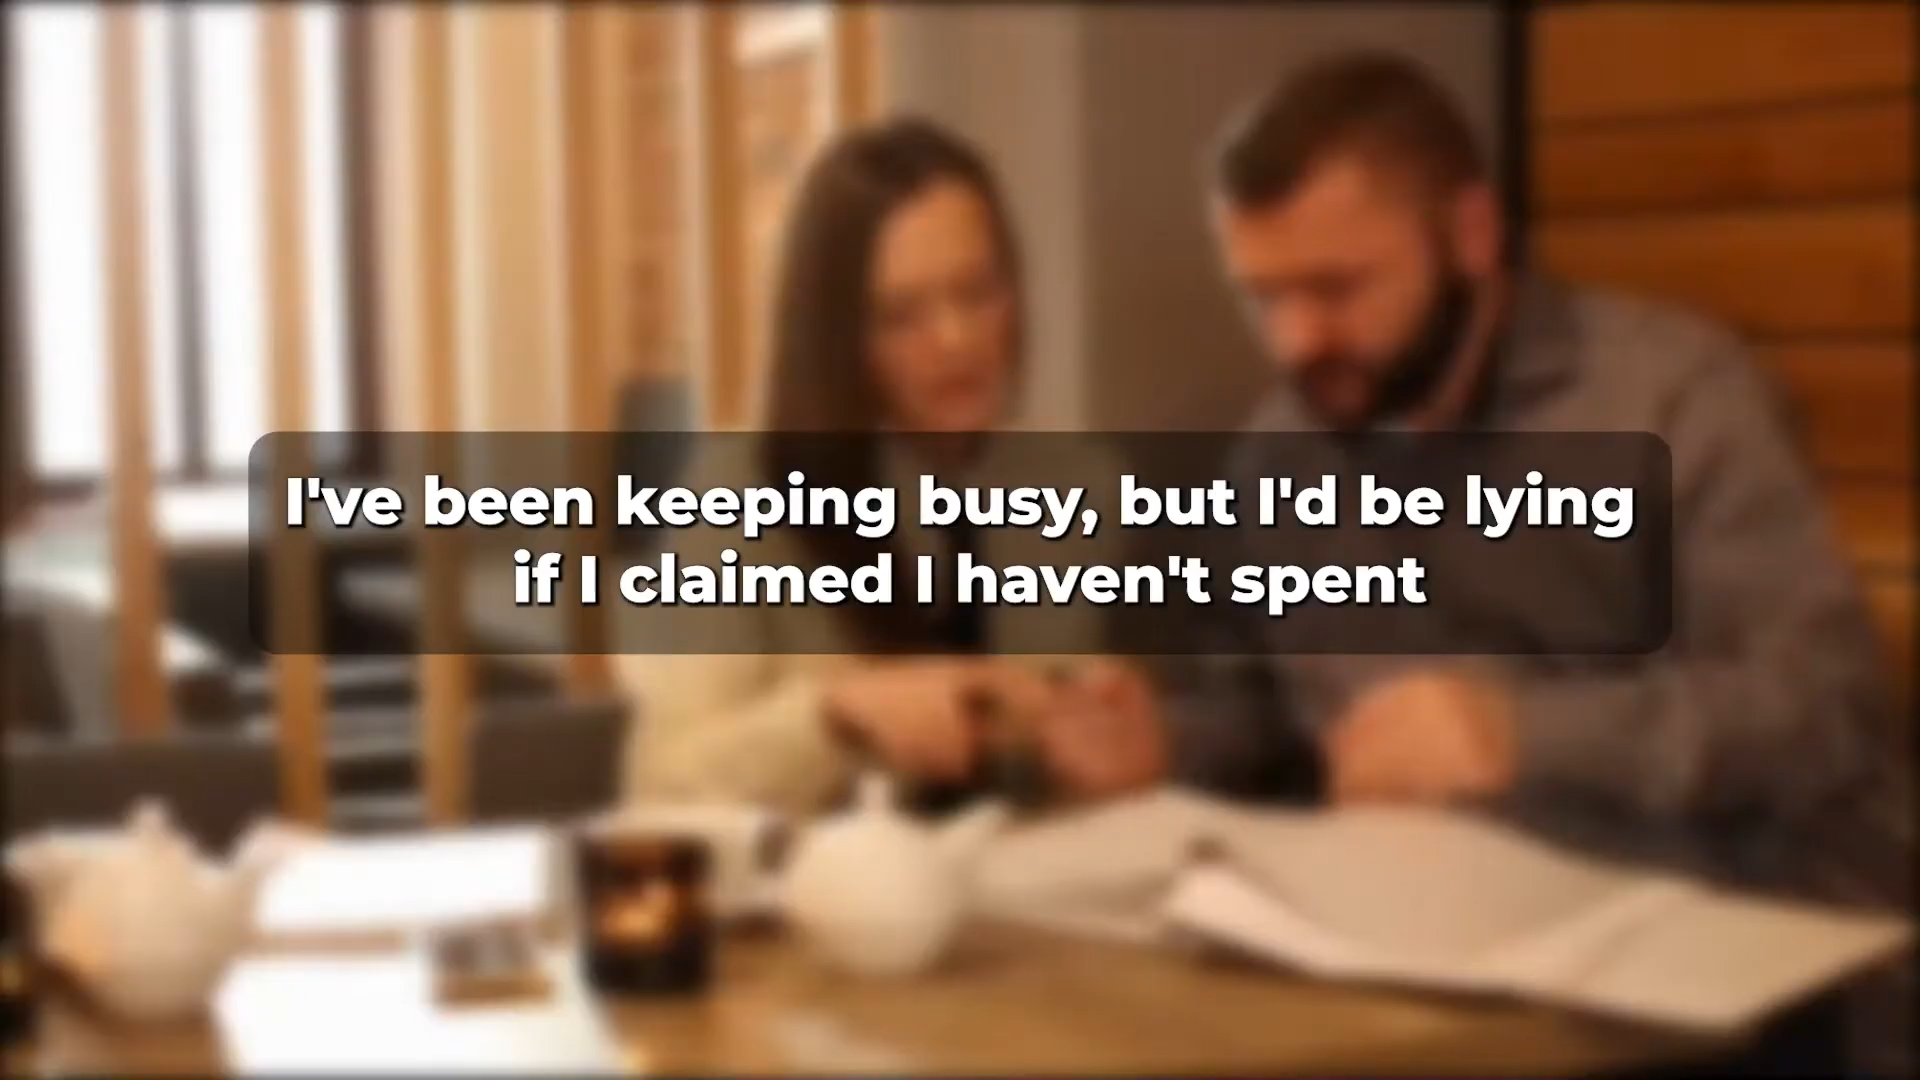 I've been keeping busy, but I'd be lying
if I claimed I haven't spent